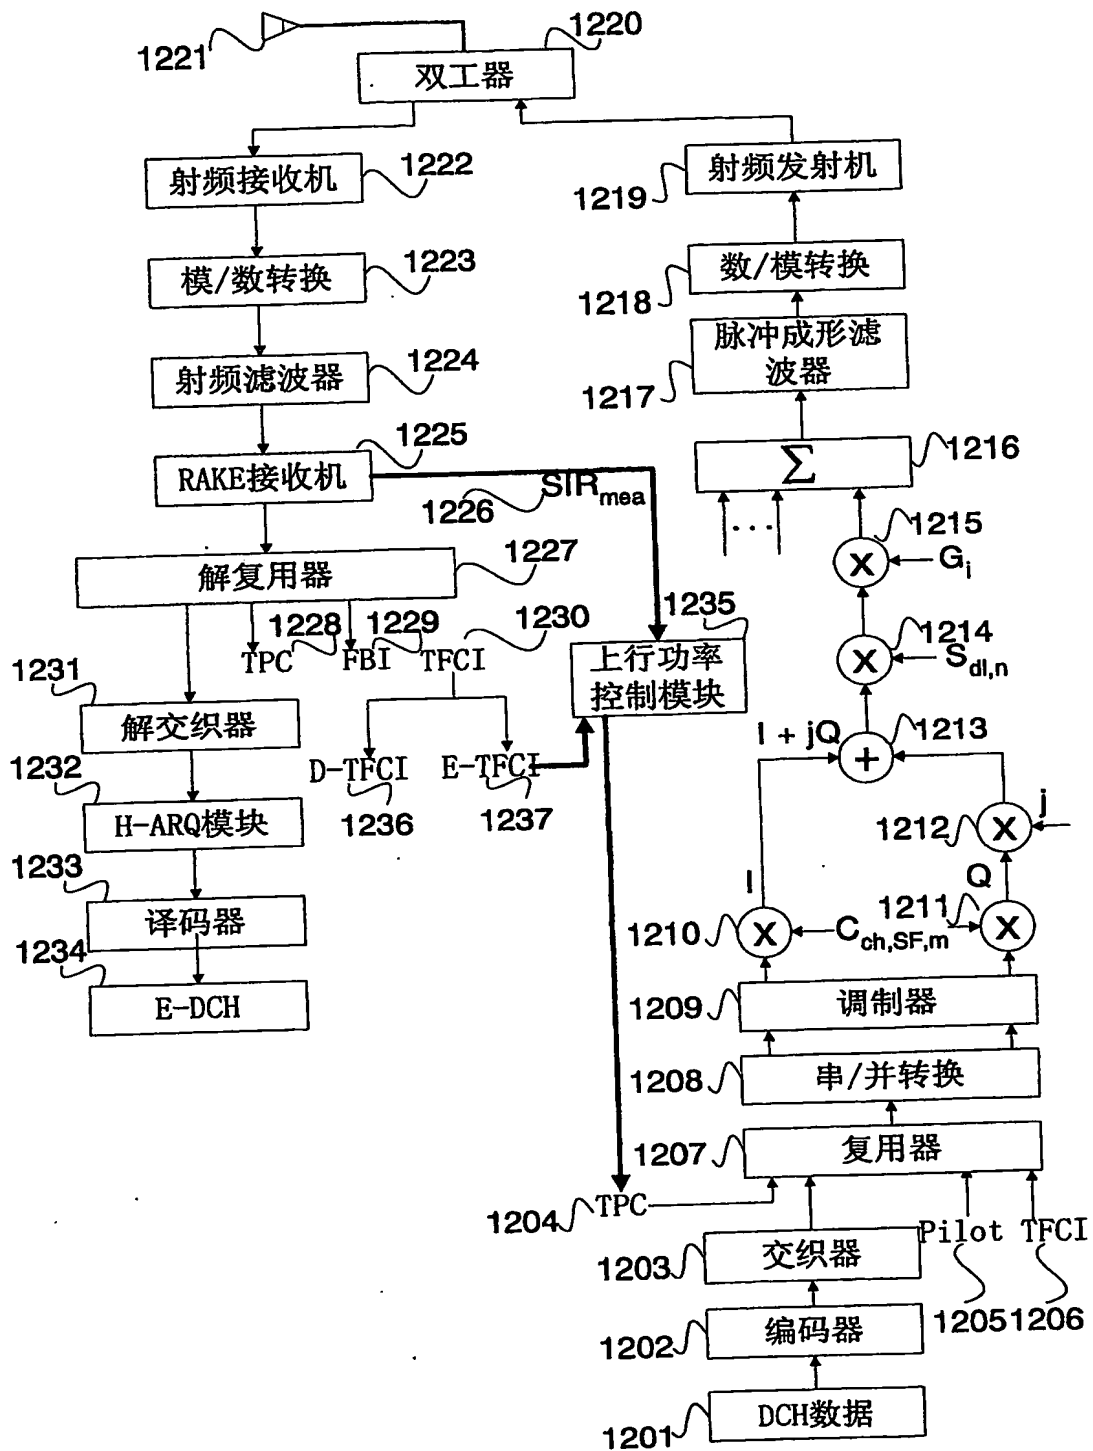 1220
1221
双工器
射频接收机
1222
射频发射机
1219
模/数转换
1223
数/模转换
1218
射频滤波器
1224
脉冲成形滤
波器
1217
RAKE接收机
1225
SIRmea
1226
Σ
1216
...
解复用器
1227
1215
X
Gi
TPC
1228
FBI
1229
TFCI
1230
1235
上行功率
控制模块
1214
X
Sdl,n
1231
解交织器
I + jQ
+
1213
D-TFCI
E-TFCI
1236
1237
1232
H-ARQ模块
1212
X
j
1233
译码器
I
Q
1210
X
Cch,SF,m
1211
X
1234
E-DCH
1209
调制器
1208
串/并转换
1207
复用器
1204
TPC
Pilot
TFCI
1203
交织器
1205
1206
1202
编码器
1201
DCH数据